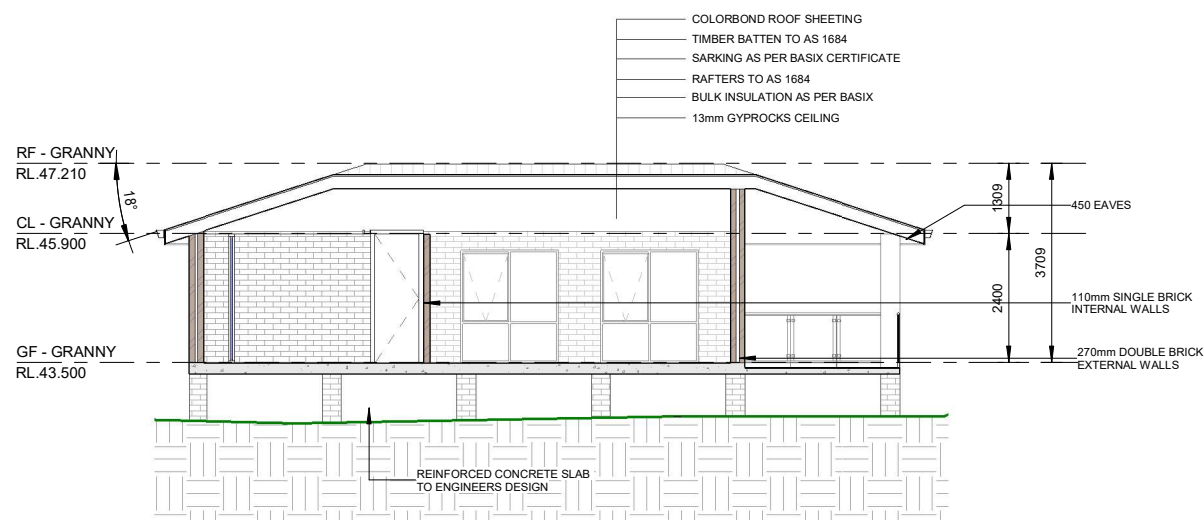 COLORBOND ROOF SHEETING
TIMBER BATTEN TO AS 1684
SARKING AS PER BASIX CERTIFICATE
RAFTERS TO AS 1684
BULK INSULATION AS PER BASIX
13mm GYPROCKS CEILING
RF - GRANNY
RL.47.210
18°
CL - GRANNY
RL.45.900
1309
450 EAVES
3709
2400
110mm SINGLE BRICK
INTERNAL WALLS
270mm DOUBLE BRICK
EXTERNAL WALLS
GF - GRANNY
RL.43.500
REINFORCED CONCRETE SLAB
TO ENGINEERS DESIGN